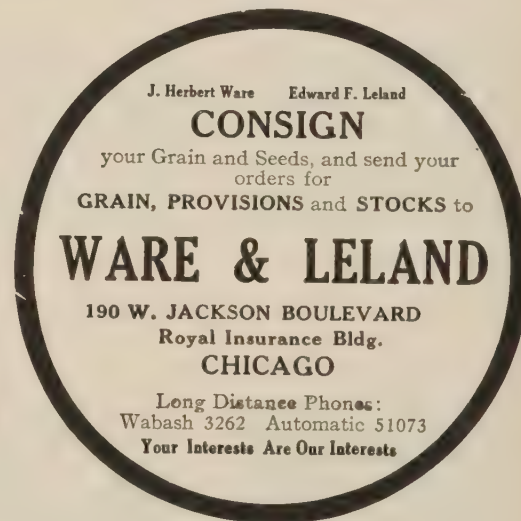 J. Herbert Ware Edward F. Leland
CONSIGN
your Grain and Seeds, and send your
orders for
GRAIN, PROVISIONS and STOCKS to
WARE & LELAND
190 W. JACKSON BOULEVARD
Royal Insurance Bldg.
CHICAGO
Long Distance Phones:
Wabash 3262 Automatic 51073
Your Interests Are Our Interests